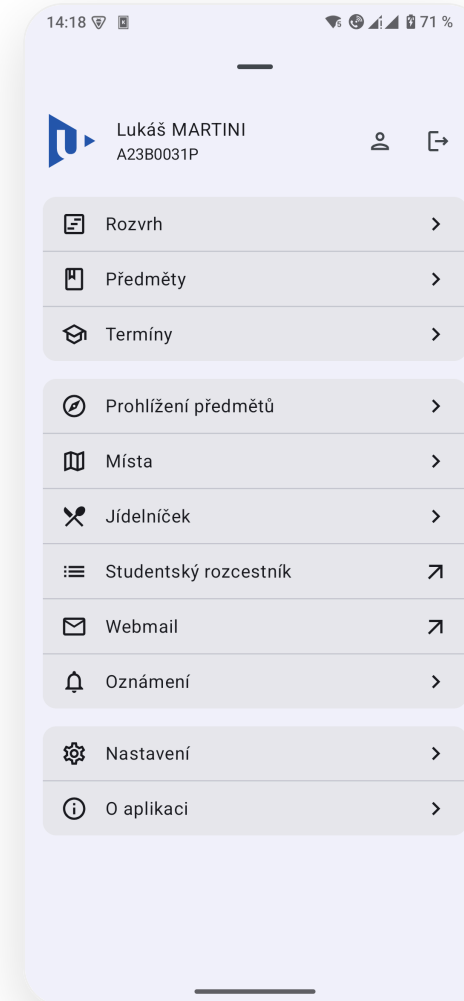 14:18
71 %
Lukáš MARTINI
A23B0031P
Rozvrh
Předměty
Termíny
Prohlížení předmětů
Místa
Jídelníček
Studentský rozcestník
Webmail
Oznámení
Nastavení
O aplikaci